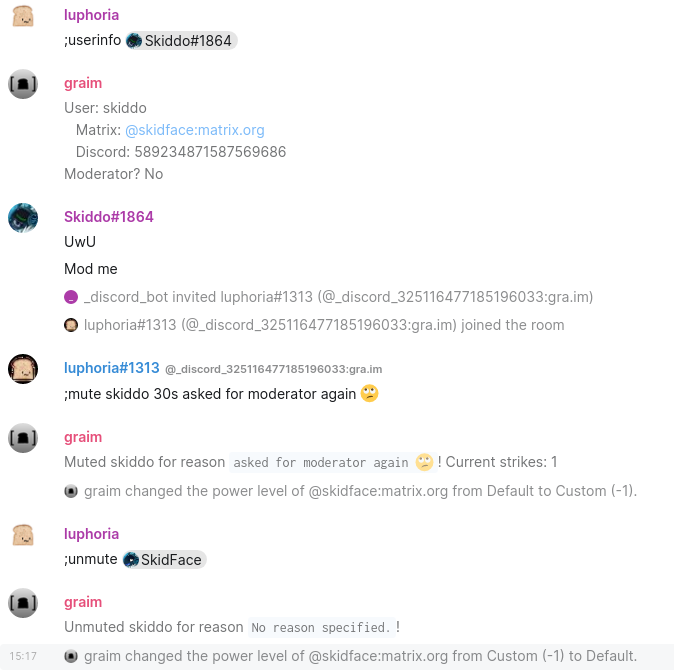 luphoria
;userinfo Skiddo#1864
graim
User: skiddo
Matrix: @skidface:matrix.org
Discord: 589234871587569686
Moderator? No
Skiddo#1864
UwU
Mod me
_discord_bot invited luphoria#1313 (@_discord_325116477185196033:gra.im)
luphoria#1313 (@_discord_325116477185196033:gra.im) joined the room
luphoria#1313 @_discord_325116477185196033:gra.im
;mute skiddo 30s asked for moderator again 🙄
graim
Muted skiddo for reason asked for moderator again 🙄 ! Current strikes: 1
graim changed the power level of @skidface:matrix.org from Default to Custom (-1).
luphoria
;unmute SkidFace
graim
Unmuted skiddo for reason No reason specified. !
15:17 graim changed the power level of @skidface:matrix.org from Custom (-1) to Default.